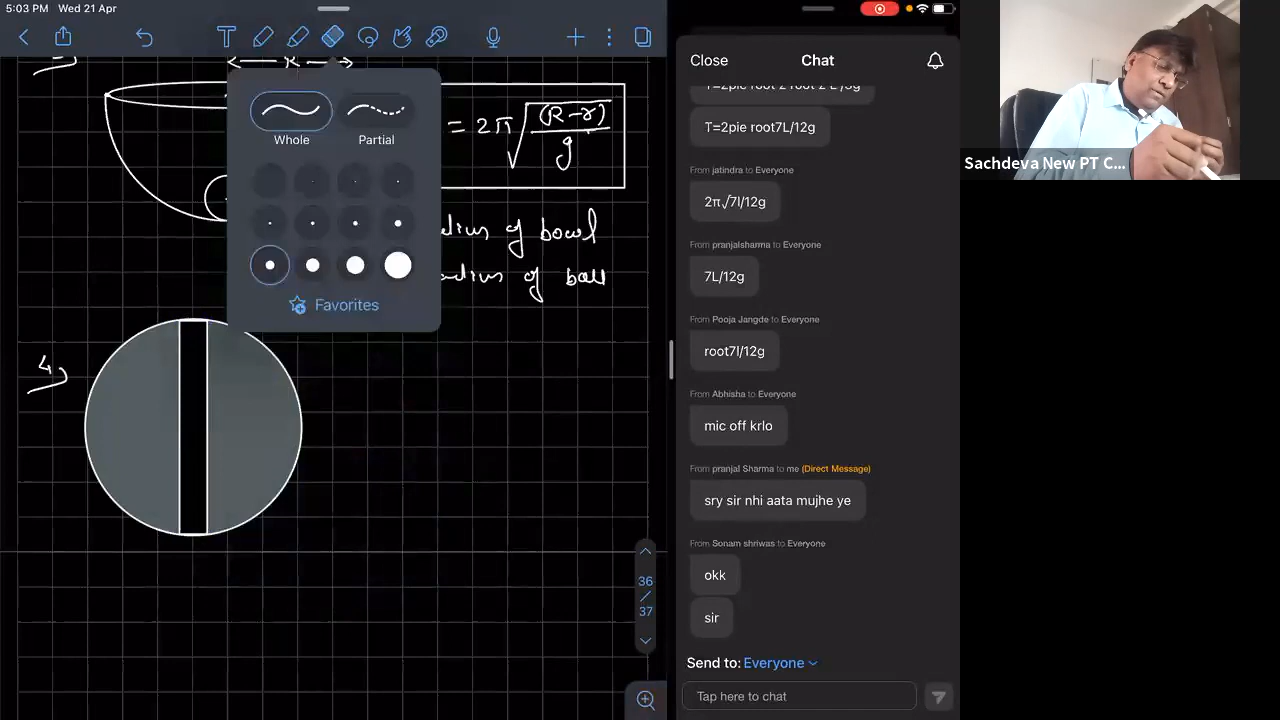 5:03 PM Wed 21 Apr
R
= 2π √((R-r)/g)
Whole Partial
radius of bowl
radius of ball
Favorites
4)
36
/
37
Close Chat
T=2pie root7L/12g
From jatindra to Everyone
2π√7l/12g
From pranjalsharma to Everyone
7L/12g
From Pooja Jangde to Everyone
root7l/12g
From Abhisha to Everyone
mic off krlo
From pranjal Sharma to me (Direct Message)
sry sir nhi aata mujhe ye
From Sonam shriwas to Everyone
okk
sir
Send to: Everyone
Tap here to chat
Sachdeva New PT C...